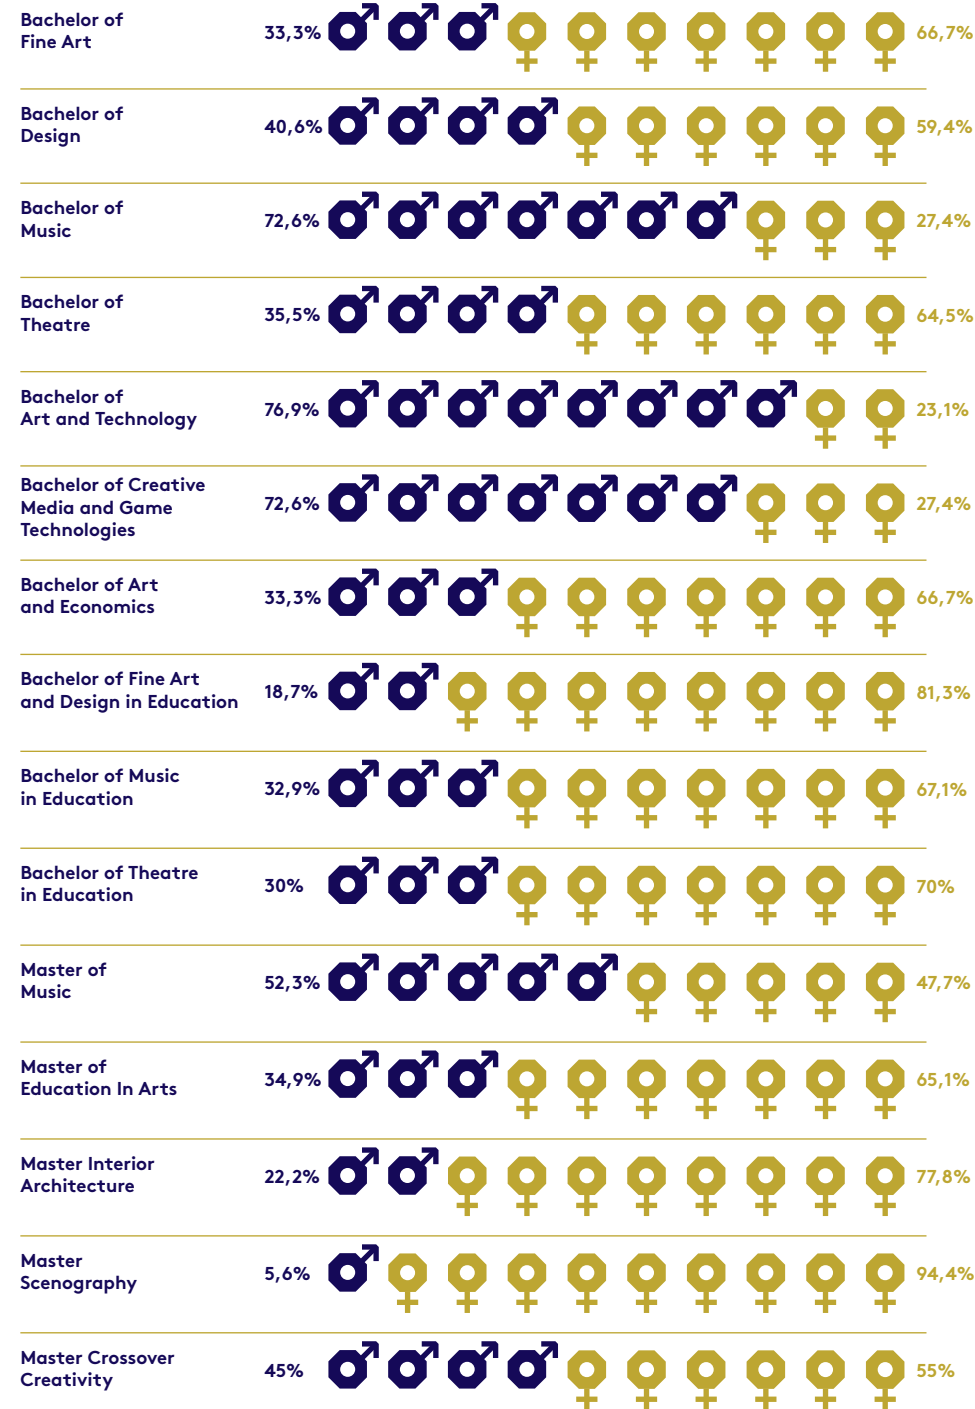 Bachelor of
Fine Art
33,3%
66,7%
Bachelor of
Design
40,6%
59,4%
Bachelor of
Music
72,6%
27,4%
Bachelor of
Theatre
35,5%
64,5%
Bachelor of
Art and Technology
76,9%
23,1%
Bachelor of Creative
Media and Game
Technologies
72,6%
27,4%
Bachelor of Art
and Economics
33,3%
66,7%
Bachelor of Fine Art
and Design in Education
18,7%
81,3%
Bachelor of Music
in Education
32,9%
67,1%
Bachelor of Theatre
in Education
30%
70%
Master of
Music
52,3%
47,7%
Master of
Education In Arts
34,9%
65,1%
Master Interior
Architecture
22,2%
77,8%
Master
Scenography
5,6%
94,4%
Master Crossover
Creativity
45%
55%